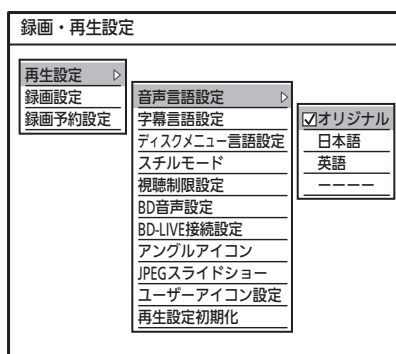 録画・再生設定
再生設定
録画設定
録画予約設定
音声言語設定
字幕言語設定
ディスクメニュー言語設定
スチルモード
視聴制限設定
BD音声設定
BD-LIVE接続設定
アングルアイコン
JPEGスライドショー
ユーザーアイコン設定
再生設定初期化
オリジナル
日本語
英語
ーーーー